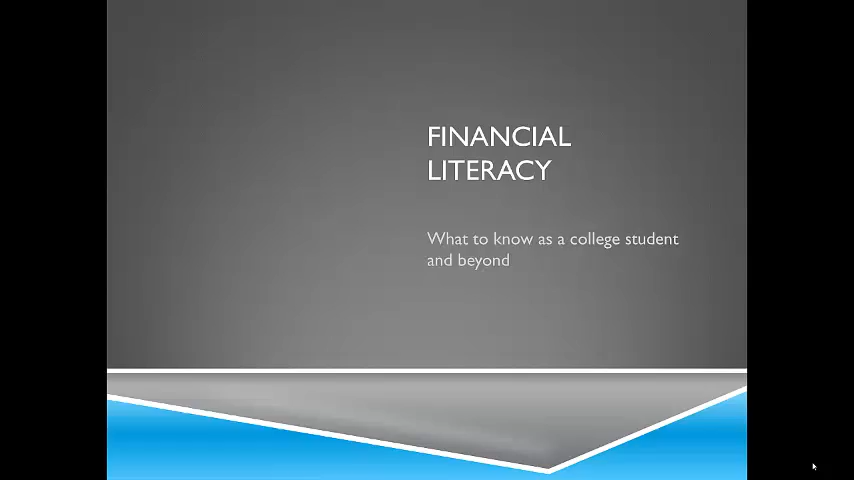 FINANCIAL
LITERACY
What to know as a college student
and beyond